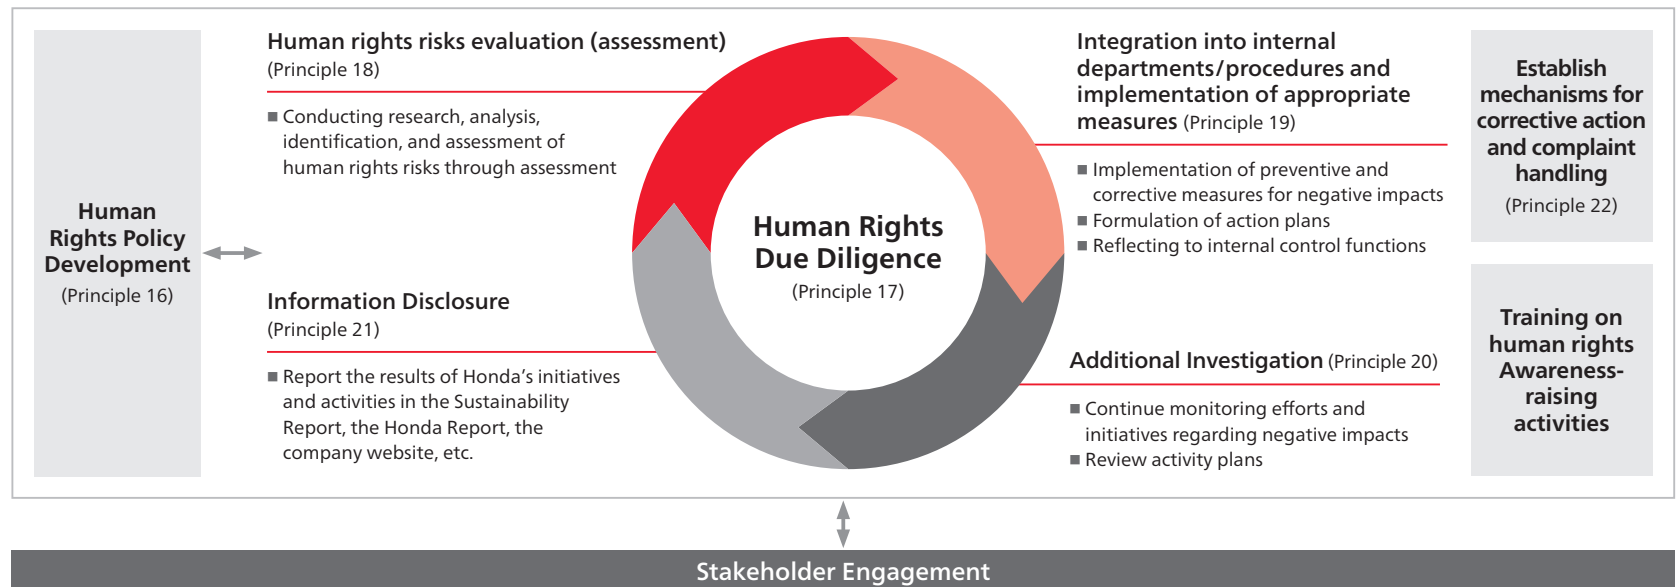 Human
Rights Policy
Development
(Principle 16)
Human rights risks evaluation (assessment)
(Principle 18)
■ Conducting research, analysis,
identification, and assessment of
human rights risks through assessment
Information Disclosure
(Principle 21)
■ Report the results of Honda’s initiatives
and activities in the Sustainability
Report, the Honda Report, the
company website, etc.
Human Rights
Due Diligence
(Principle 17)
Integration into internal
departments/procedures and
implementation of appropriate
measures (Principle 19)
■ Implementation of preventive and
corrective measures for negative impacts
■ Formulation of action plans
■ Reflecting to internal control functions
Additional Investigation (Principle 20)
■ Continue monitoring efforts and
initiatives regarding negative impacts
■ Review activity plans
Establish
mechanisms for
corrective action
and complaint
handling
(Principle 22)
Training on
human rights
Awareness-
raising
activities
Stakeholder Engagement